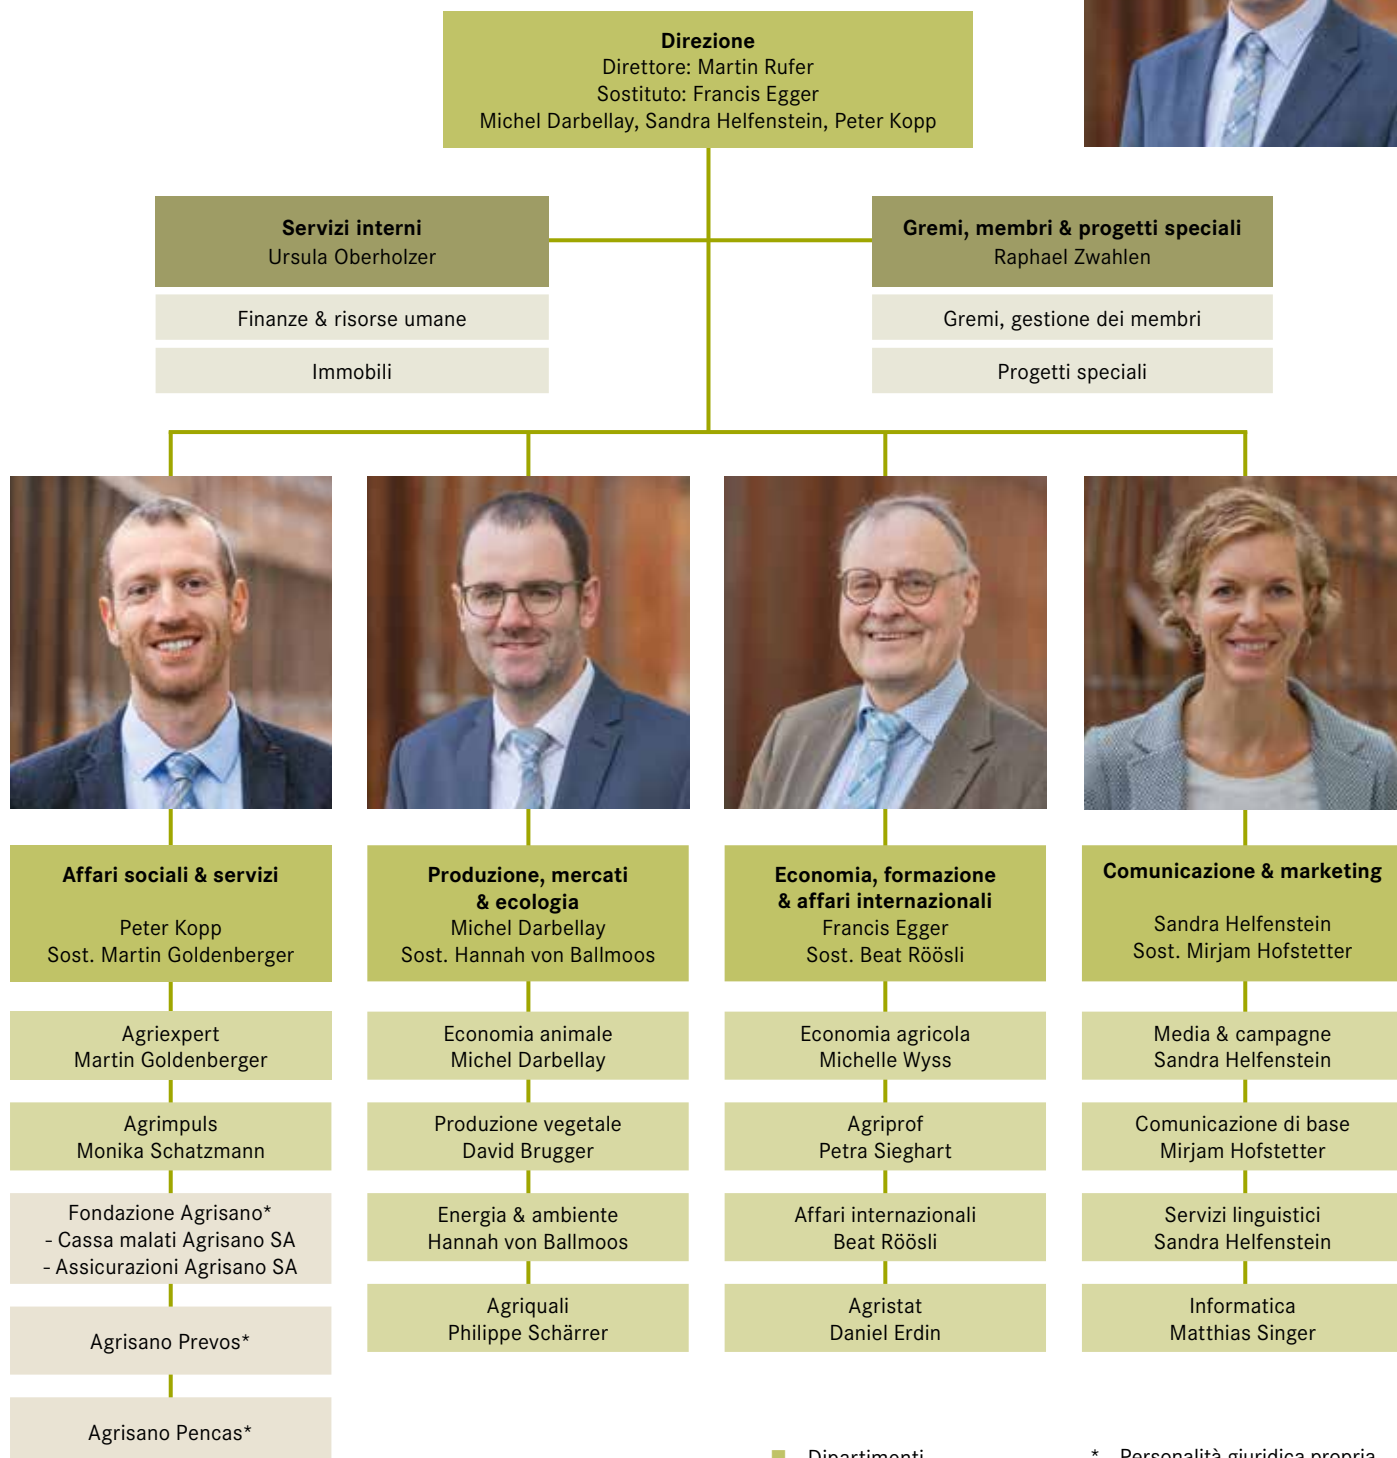 Direzione
Direttore: Martin Rufer
Sostituto: Francis Egger
Michel Darbellay, Sandra Helfenstein, Peter Kopp
Servizi interni
Ursula Oberholzer
Finanze & risorse umane
Immobili
Gremi, membri & progetti speciali
Raphael Zwahlen
Gremi, gestione dei membri
Progetti speciali
Affari sociali & servizi
Peter Kopp
Sost. Martin Goldenberger
Agriexpert
Martin Goldenberger
Agrimpuls
Monika Schatzmann
Fondazione Agrisano*
- Cassa malati Agrisano SA
- Assicurazioni Agrisano SA
Agrisano Prevos*
Agrisano Pencas*
Produzione, mercati
& ecologia
Michel Darbellay
Sost. Hannah von Ballmoos
Economia animale
Michel Darbellay
Produzione vegetale
David Brugger
Energia & ambiente
Hannah von Ballmoos
Agriquali
Philippe Schärrer
Economia, formazione
& affari internazionali
Francis Egger
Sost. Beat Röösli
Economia agricola
Michelle Wyss
Agriprof
Petra Sieghart
Affari internazionali
Beat Röösli
Agristat
Daniel Erdin
Comunicazione & marketing
Sandra Helfenstein
Sost. Mirjam Hofstetter
Media & campagne
Sandra Helfenstein
Comunicazione di base
Mirjam Hofstetter
Servizi linguistici
Sandra Helfenstein
Informatica
Matthias Singer
Dipartimenti
* Personalità giuridica propria